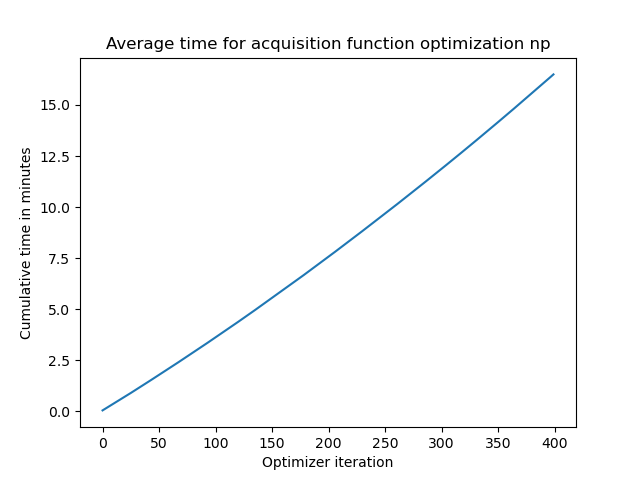 Average time for acquisition function optimization np
Cumulative time in minutes
15.0
12.5
10.0
7.5
5.0
2.5
0.0
0 50 100 150 200 250 300 350 400
Optimizer iteration